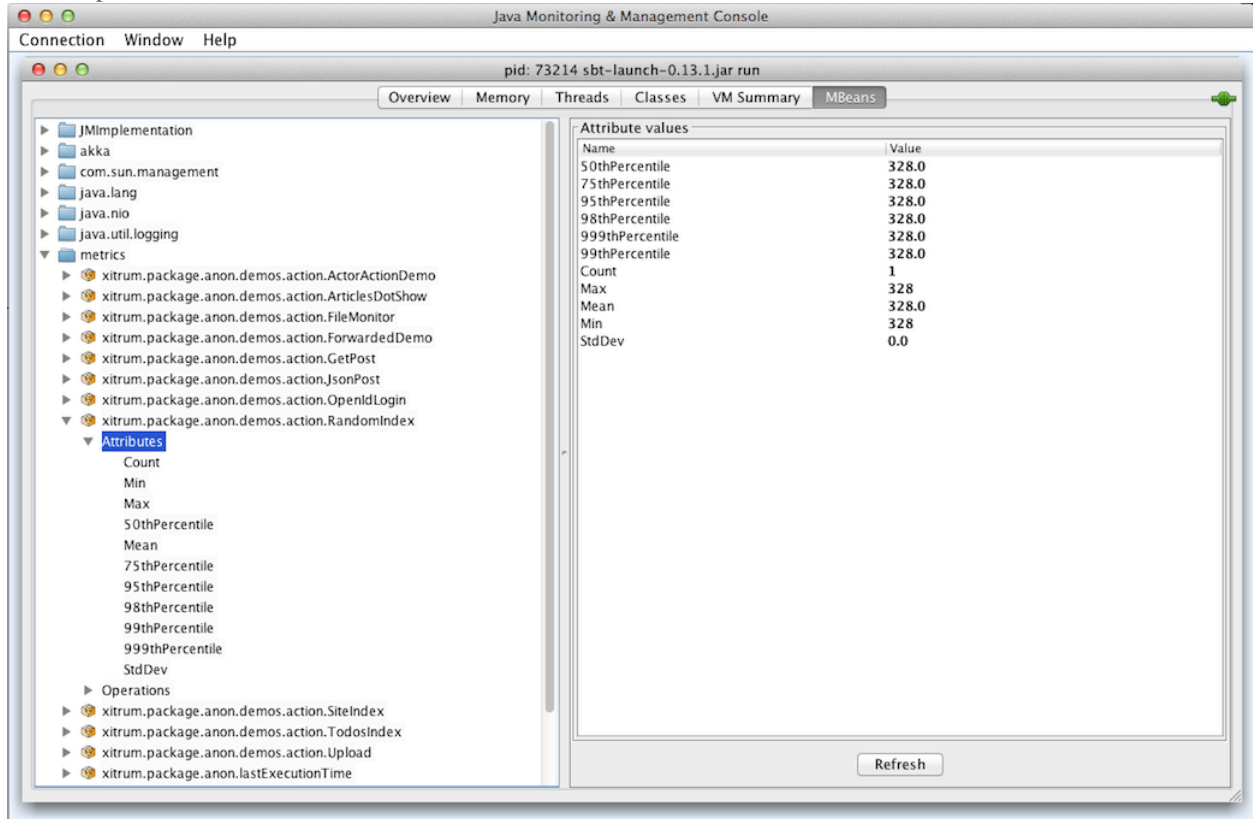 Java Monitoring & Management Console
Connection Window Help
pid: 73214 sbt-launch-0.13.1.jar run
Overview Memory Threads Classes VM Summary MBeans
JMImplementation
akka
com.sun.management
java.lang
java.nio
java.util.logging
metrics
xitrum.package.anon.demos.action.ActorActionDemo
xitrum.package.anon.demos.action.ArticlesDotShow
xitrum.package.anon.demos.action.FileMonitor
xitrum.package.anon.demos.action.ForwardedDemo
xitrum.package.anon.demos.action.GetPost
xitrum.package.anon.demos.action.JsonPost
xitrum.package.anon.demos.action.OpenIdLogin
xitrum.package.anon.demos.action.RandomIndex
Attributes
Count
Min
Max
50thPercentile
Mean
75thPercentile
95thPercentile
98thPercentile
99thPercentile
999thPercentile
StdDev
Operations
xitrum.package.anon.demos.action.SiteIndex
xitrum.package.anon.demos.action.TodosIndex
xitrum.package.anon.demos.action.Upload
xitrum.package.anon.lastExecutionTime
Attribute values
Name Value
50thPercentile 328.0
75thPercentile 328.0
95thPercentile 328.0
98thPercentile 328.0
999thPercentile 328.0
99thPercentile 328.0
Count 1
Max 328
Mean 328.0
Min 328
StdDev 0.0
Refresh